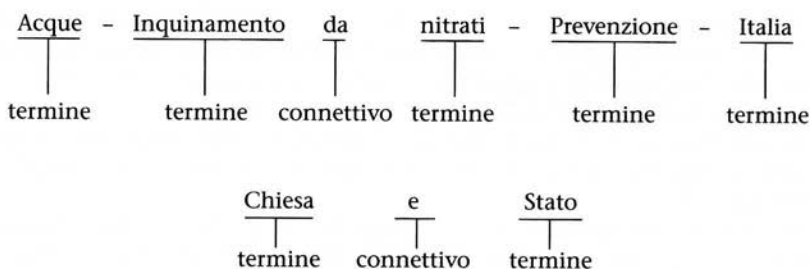 Acque – Inquinamento da nitrati – Prevenzione – Italia
termine termine connettivo termine termine termine
Chiesa e Stato
termine connettivo termine